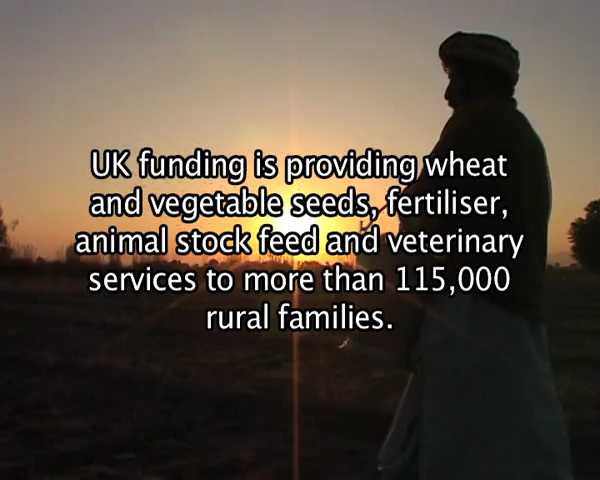 UK funding is providing wheat
and vegetable seeds, fertiliser,
animal stock feed and veterinary
services to more than 115,000
rural families.